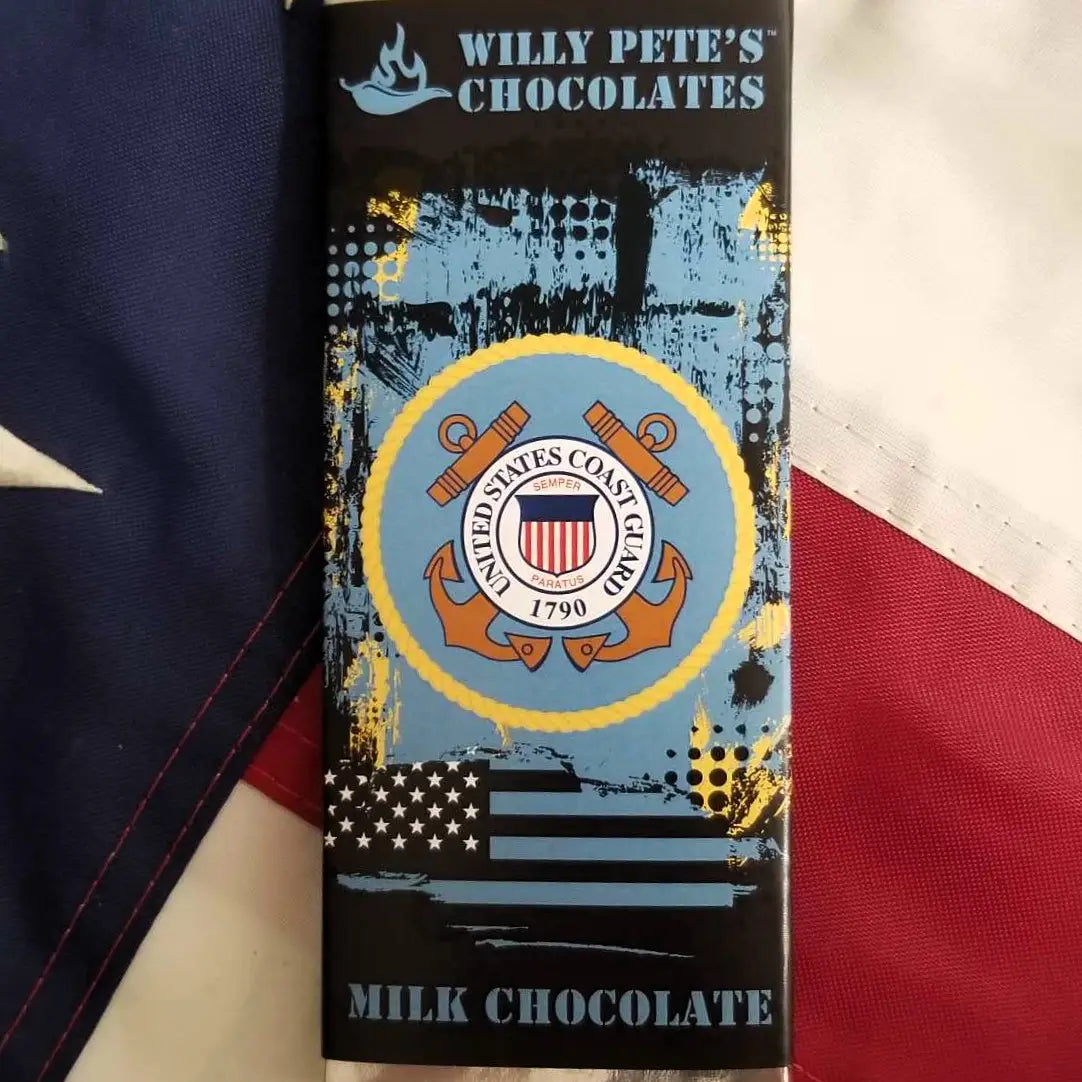 WILLY PETE'S™
CHOCOLATES
UNITED STATES COAST GUARD
SEMPER
PARATUS
1790
MILK CHOCOLATE